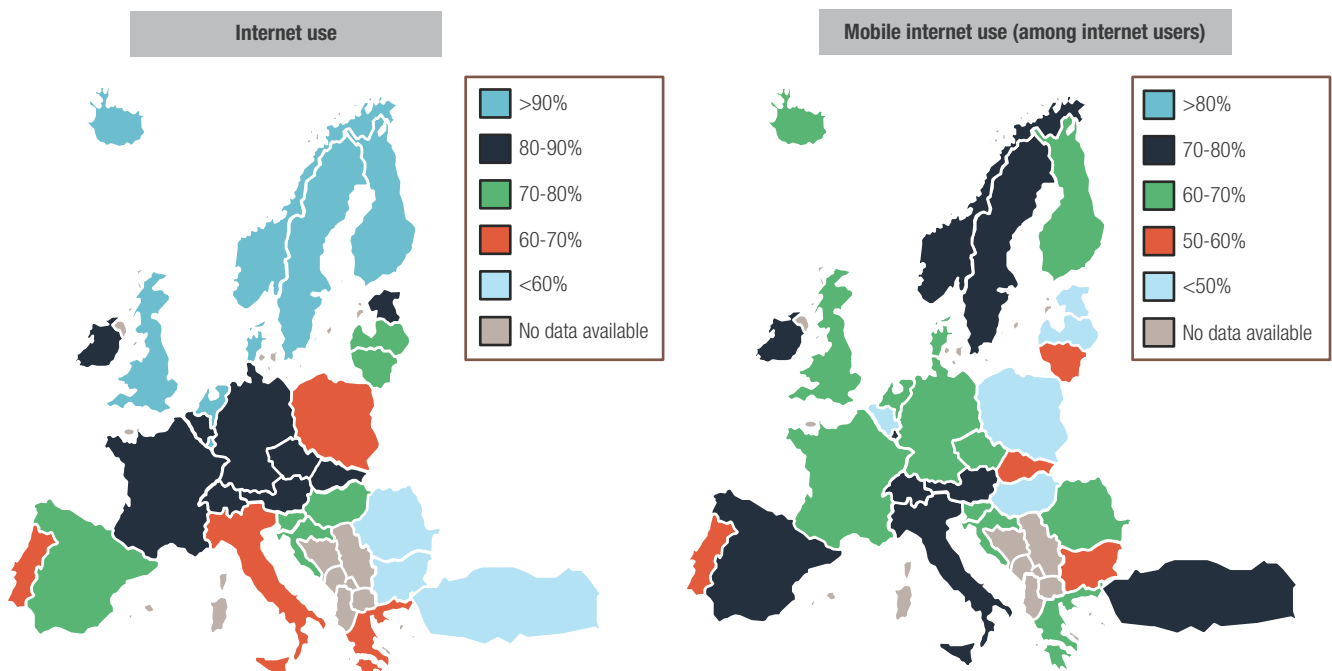 Internet use
>90%
80-90%
70-80%
60-70%
<60%
No data available
Mobile internet use (among internet users)
>80%
70-80%
60-70%
50-60%
<50%
No data available